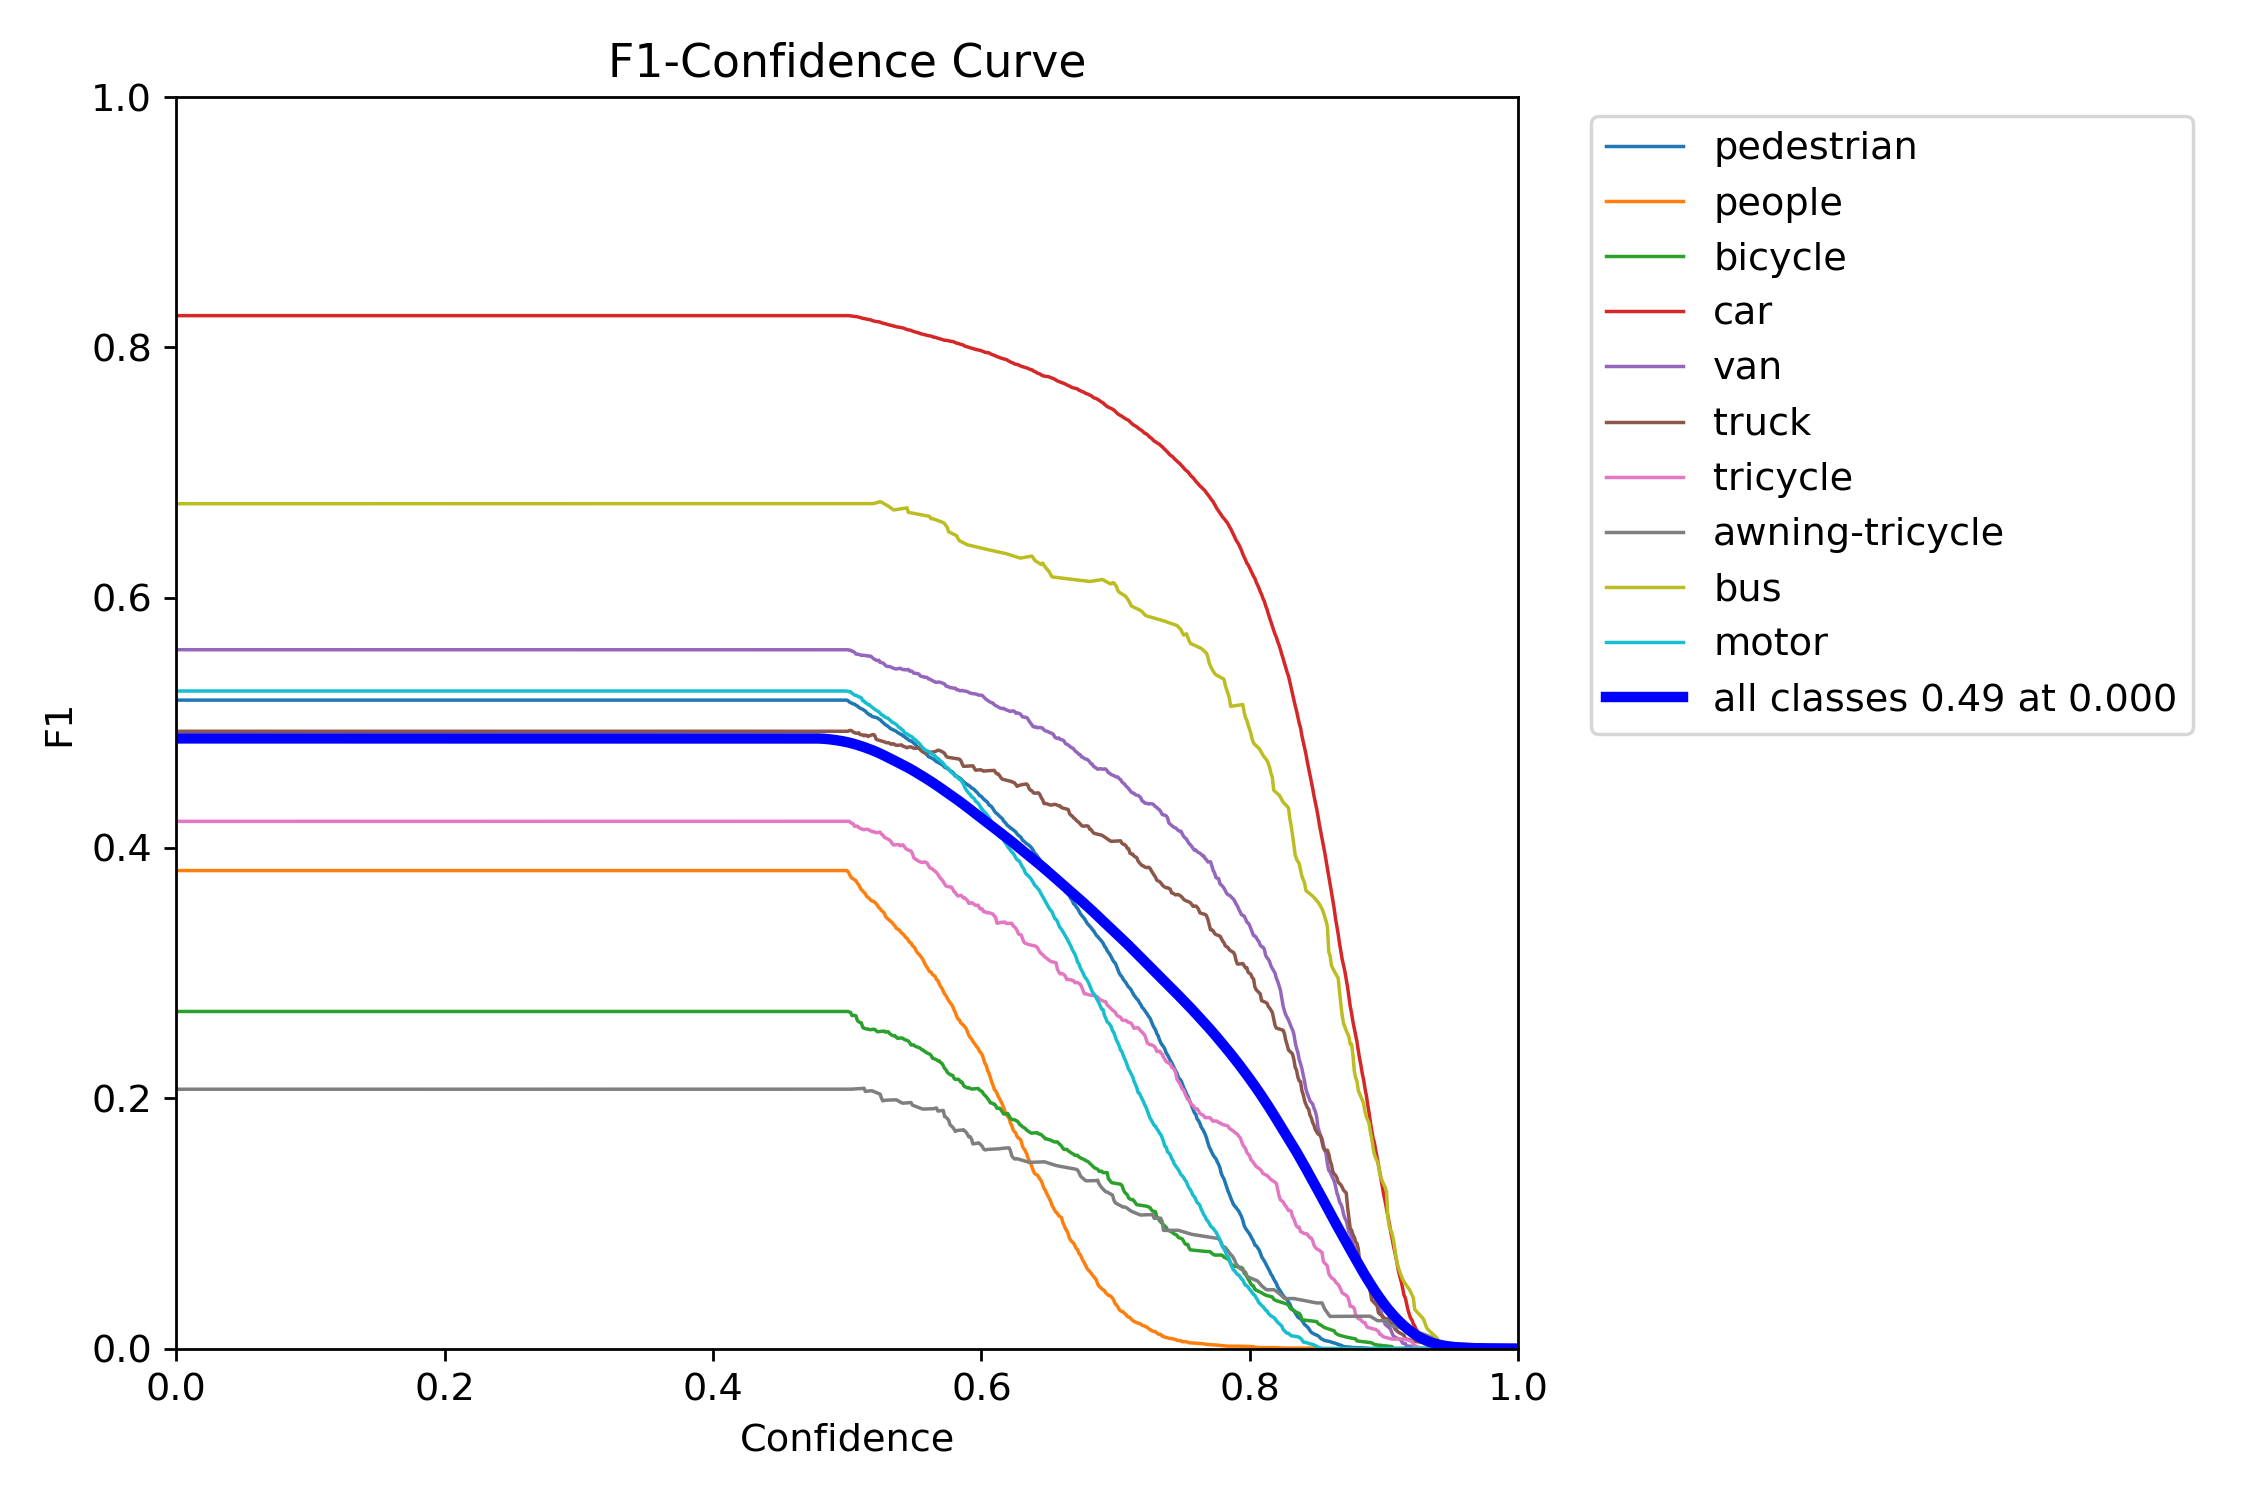 F1-Confidence Curve
1.0
0.8
0.6
0.4
0.2
0.0
F1
0.0 0.2 0.4 0.6 0.8 1.0
Confidence
pedestrian
people
bicycle
car
van
truck
tricycle
awning-tricycle
bus
motor
all classes 0.49 at 0.000